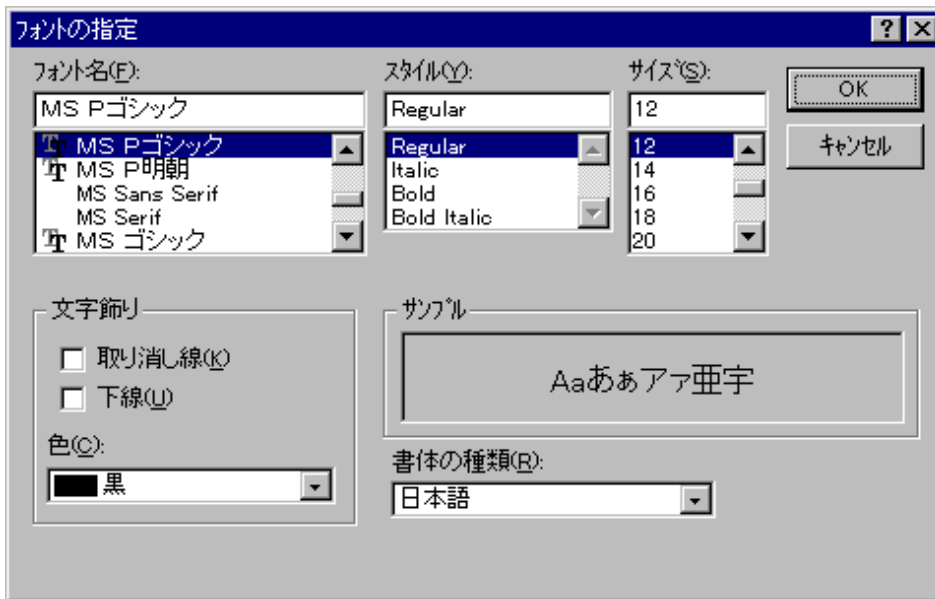 フォントの指定
フォント名(F):
MS Pゴシック
MS Pゴシック
MS P明朝
MS Sans Serif
MS Serif
MS ゴシック
スタイル(Y):
Regular
Regular
Italic
Bold
Bold Italic
サイズ(S):
12
12
14
16
18
20
OK
キャンセル
文字飾り
取り消し線(K)
下線(U)
色(C):
黒
サンプル
Aaあぁアァ亜宇
書体の種類(R):
日本語